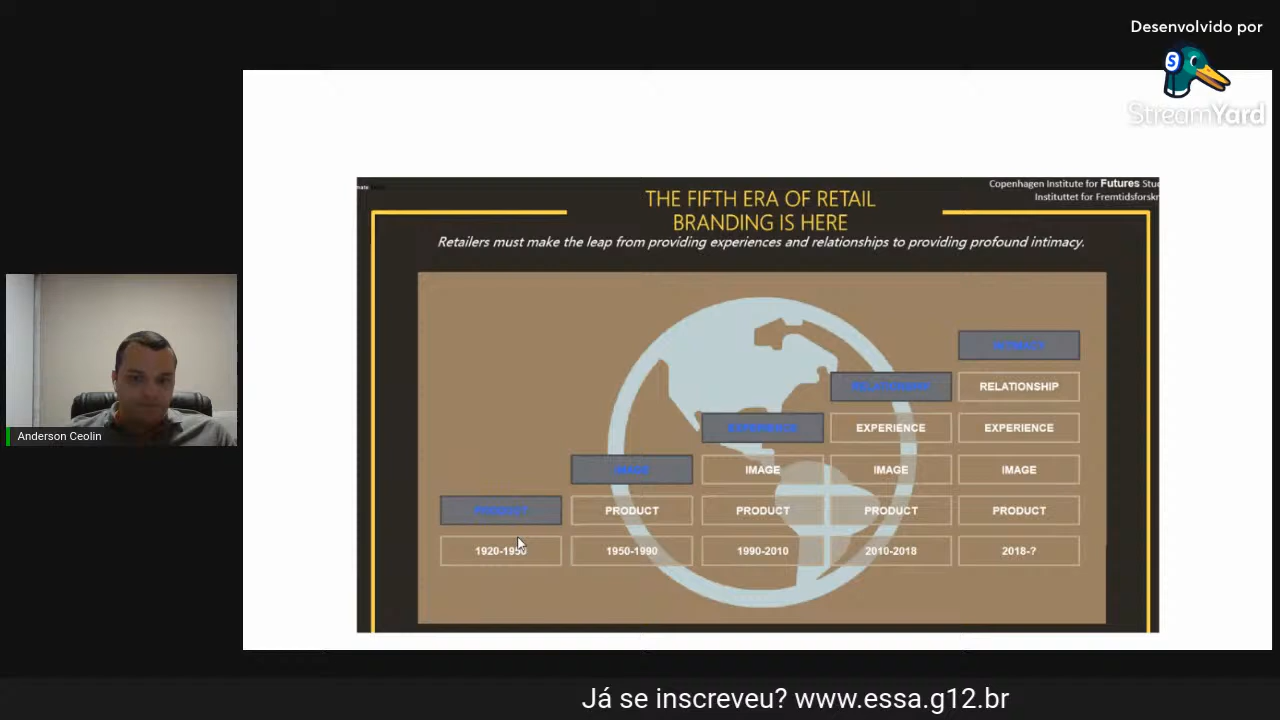 Desenvolvido por
S
StreamYard
Copenhagen Institute for Futures Stu
Instituttet for Fremtidsforskr
THE FIFTH ERA OF RETAIL
BRANDING IS HERE
Retailers must make the leap from providing experiences and relationships to providing profound intimacy.
INTIMACY
RELATIONSHIP RELATIONSHIP
EXPERIENCE EXPERIENCE EXPERIENCE
IMAGE IMAGE IMAGE IMAGE
PRODUCT PRODUCT PRODUCT PRODUCT PRODUCT
1920-1950 1950-1990 1990-2010 2010-2018 2018-?
Anderson Ceolin
Já se inscreveu? www.essa.g12.br